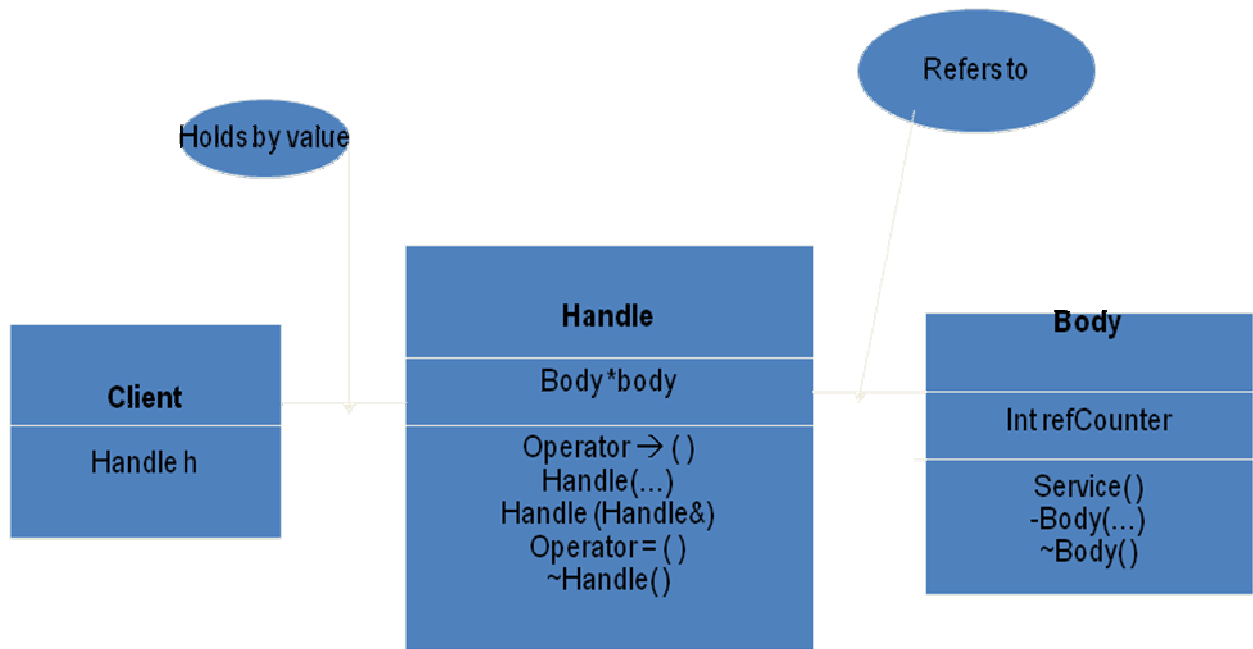 Refers to
Holds by value
Client
Handle h
Handle
Body*body
Operator → ( )
Handle(...)
Handle (Handle&)
Operator = ( )
~Handle( )
Body
Int refCounter
Service( )
-Body(...)
~Body( )